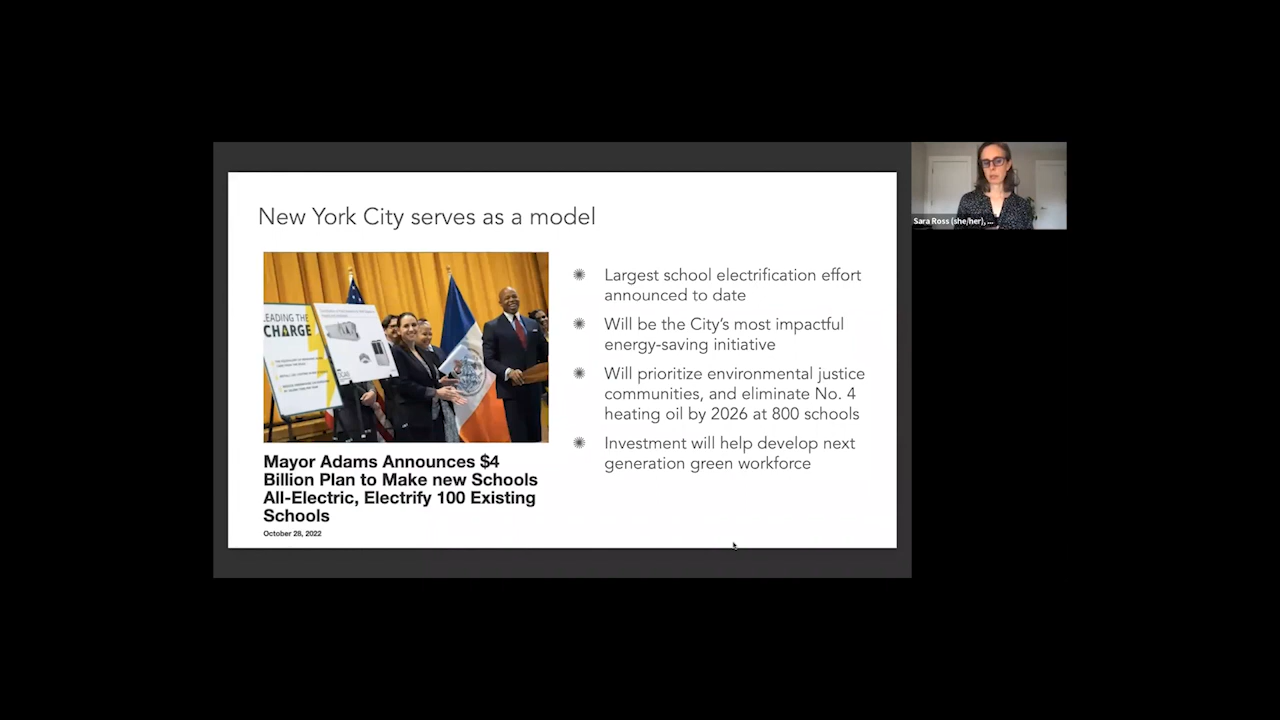 New York City serves as a model
LEADING THE
CHARGE
Mayor Adams Announces $4
Billion Plan to Make new Schools
All-Electric, Electrify 100 Existing
Schools
October 28, 2022
Largest school electrification effort
announced to date
Will be the City's most impactful
energy-saving initiative
Will prioritize environmental justice
communities, and eliminate No. 4
heating oil by 2026 at 800 schools
Investment will help develop next
generation green workforce
Sara Ross (she/her), ...